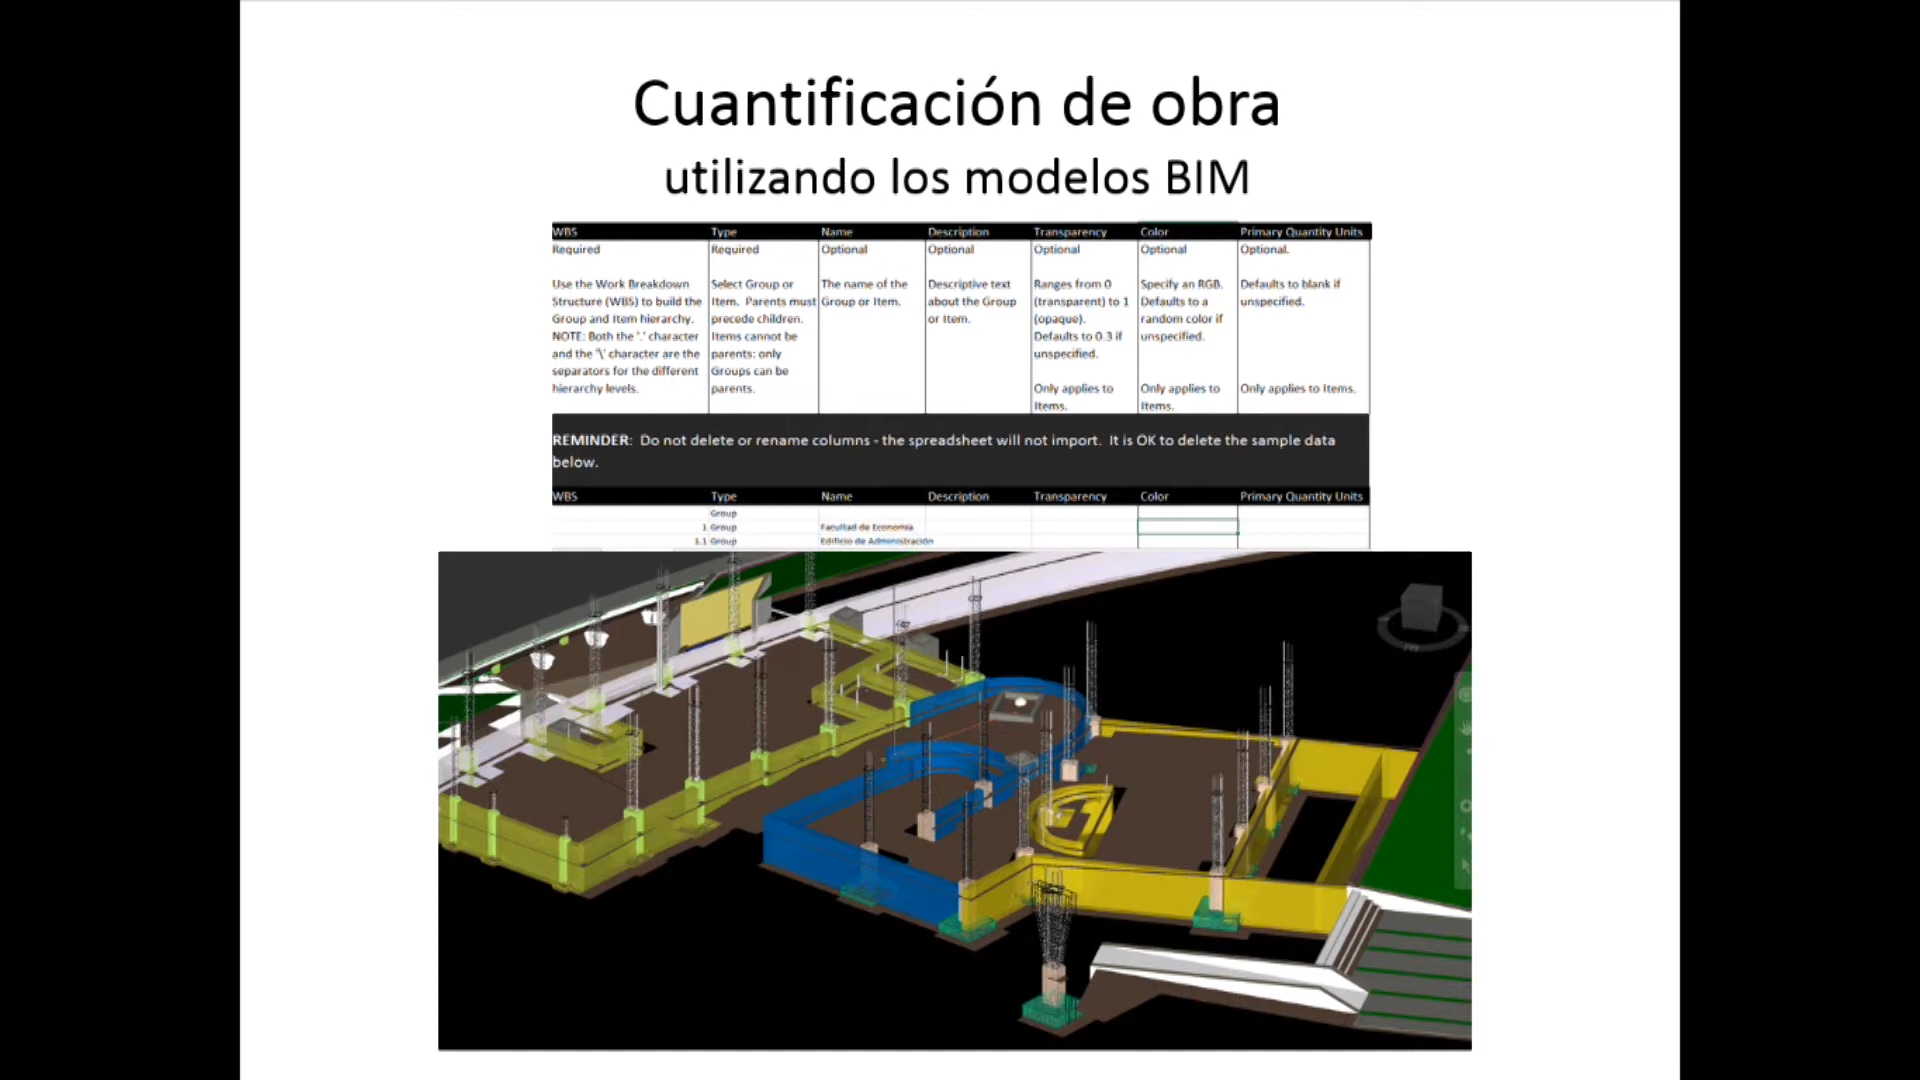 Cuantificación de obra
utilizando los modelos BIM
WBS Type Name Description Transparency Color Primary Quantity Units
Required Required Optional Optional Optional Optional Optional.
Use the Work Breakdown
Structure (WBS) to build the
Group and Item hierarchy.
NOTE: Both the '.' character
and the '\' character are the
separators for the different
hierarchy levels.
Select Group or
Item. Parents must
precede children.
Items cannot be
parents: only
Groups can be
parents.
The name of the
Group or Item.
Descriptive text
about the Group
or Item.
Ranges from 0
(transparent) to 1
(opaque).
Defaults to 0.3 if
unspecified.
Only applies to
Items.
Specify an RGB.
Defaults to a
random color if
unspecified.
Only applies to
Items.
Defaults to blank if
unspecified.
Only applies to Items.
REMINDER: Do not delete or rename columns - the spreadsheet will not import. It is OK to delete the sample data
below.
WBS Type Name Description Transparency Color Primary Quantity Units
Group
1 Group Facultad de Economía
1.1 Group Edificio de Administración